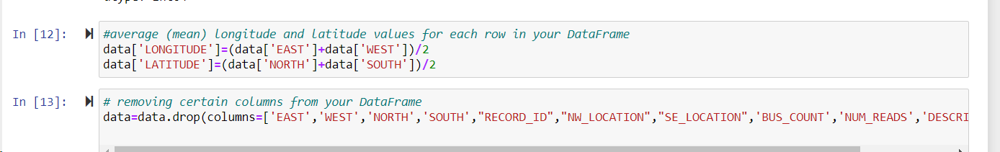 In [12]:
#average (mean) longitude and latitude values for each row in your DataFrame
data['LONGITUDE']=(data['EAST']+data['WEST'])/2
data['LATITUDE']=(data['NORTH']+data['SOUTH'])/2
In [13]:
# removing certain columns from your DataFrame
data=data.drop(columns=['EAST','WEST','NORTH','SOUTH',"RECORD_ID","NW_LOCATION","SE_LOCATION",'BUS_COUNT','NUM_READS','DESCRI